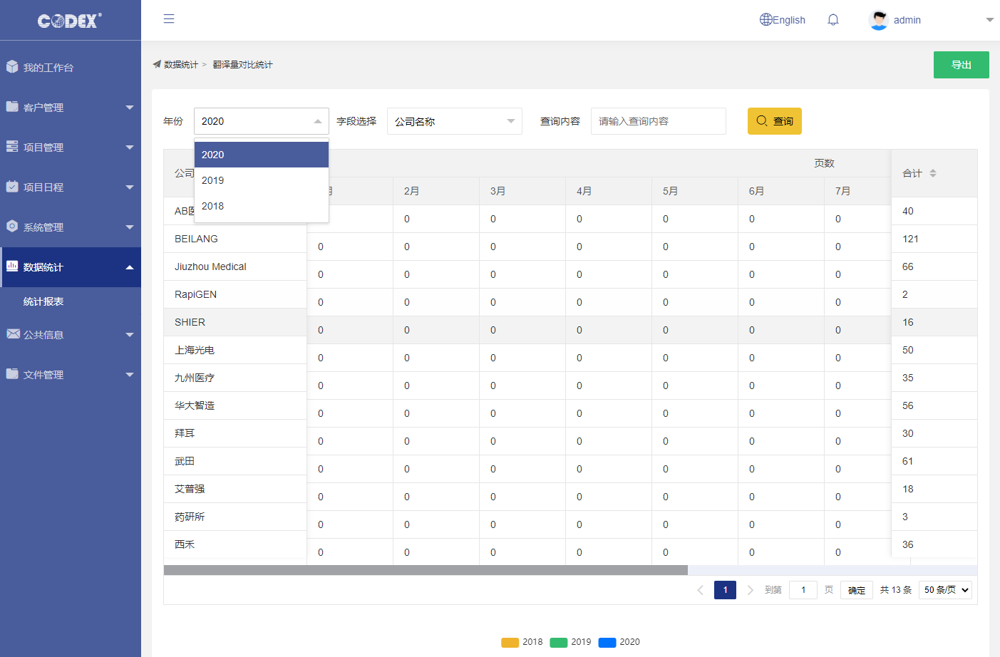 CODEX®
English
admin
我的工作台
客户管理
项目管理
项目日程
系统管理
数据统计
统计报表
公共信息
文件管理
数据统计 > 翻译量对比统计
导出
年份 2020 字段选择 公司名称 查询内容 请输入查询内容 查询
2020
2019
2018
公司 页数 合计
月 2月 3月 4月 5月 6月 7月
AB医 0 0 0 0 0 0 40
BEILANG 0 0 0 0 0 0 0 121
Jiuzhou Medical 0 0 0 0 0 0 0 66
RapiGEN 0 0 0 0 0 0 0 2
SHIER 0 0 0 0 0 0 0 16
上海光电 0 0 0 0 0 0 0 50
九州医疗 0 0 0 0 0 0 0 35
华大智造 0 0 0 0 0 0 0 56
拜耳 0 0 0 0 0 0 0 30
武田 0 0 0 0 0 0 0 61
艾普强 0 0 0 0 0 0 0 18
药研所 0 0 0 0 0 0 0 3
西禾 0 0 0 0 0 0 0 36
1 到第 1 页 确定 共 13 条 50 条/页
2018 2019 2020